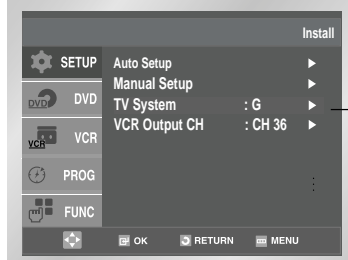 Install
SETUP
Auto Setup
Manual Setup
TV System : G
DVD DVD
VCR Output CH : CH 36
VCR VCR
PROG
FUNC
OK RETURN MENU